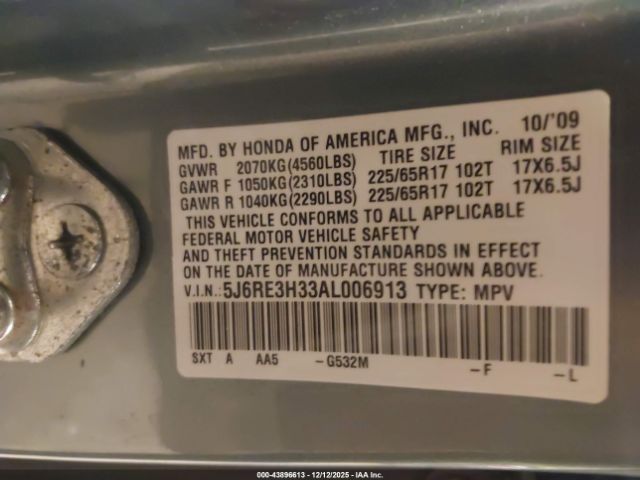 MFD. BY HONDA OF AMERICA MFG., INC. 10/'09
GVWR 2070KG(4560LBS) TIRE SIZE RIM SIZE
GAWR F 1050KG(2310LBS) 225/65R17 102T 17X6.5J
GAWR R 1040KG(2290LBS) 225/65R17 102T 17X6.5J
THIS VEHICLE CONFORMS TO ALL APPLICABLE
FEDERAL MOTOR VEHICLE SAFETY
AND THEFT PREVENTION STANDARDS IN EFFECT
ON THE DATE OF MANUFACTURE SHOWN ABOVE.
V.I.N.: 5J6RE3H33AL006913 TYPE: MPV
SXT A AA5 -G532M -F -L
000-43896613 - 12/12/2025 - IAA Inc.